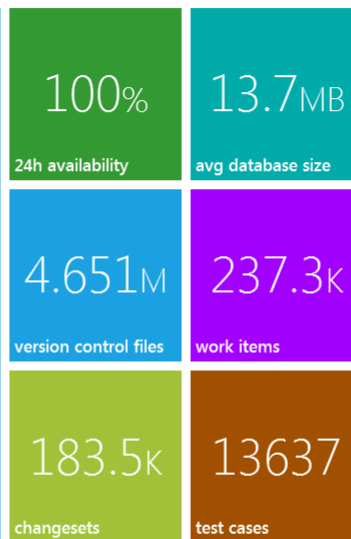 100%
24h availability
13.7MB
avg database size
4.651M
version control files
237.3K
work items
183.5K
changesets
13637
test cases